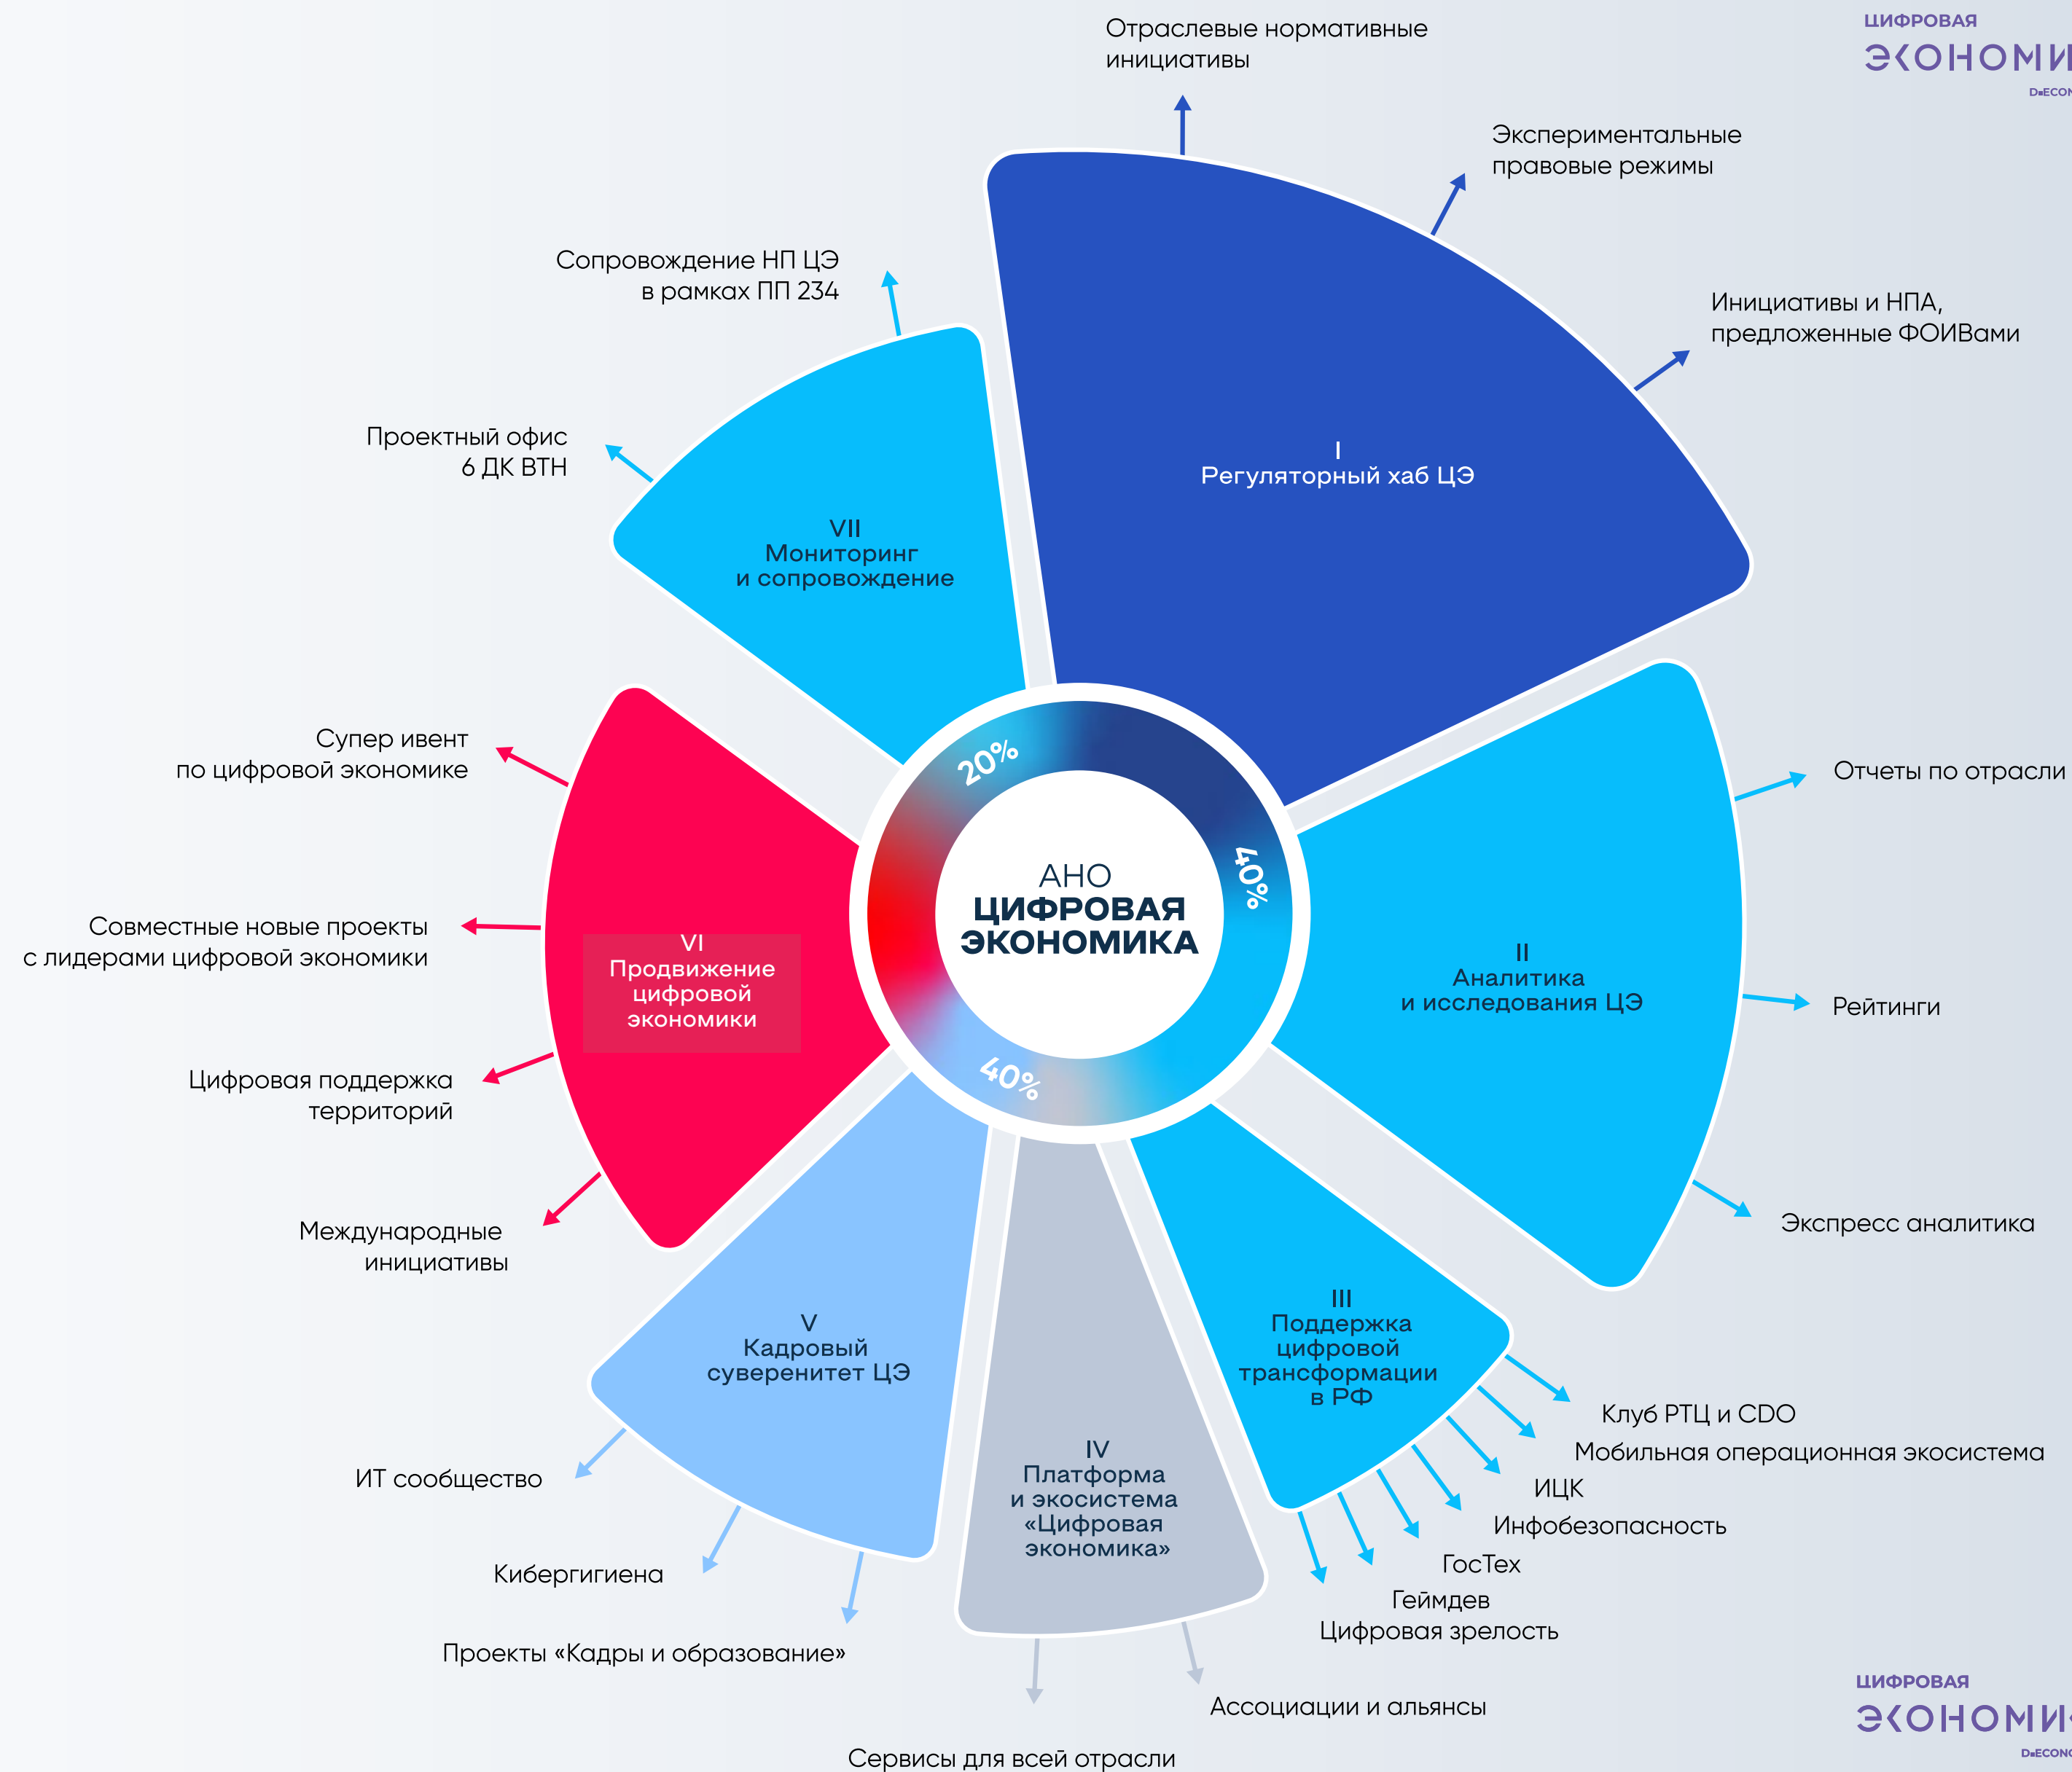 ЦИФРОВАЯ
Отраслевые нормативные
инициативы
Экспериментальные
правовые режимы
Инициативы и НПА,
предложенные ФОИВами
I
Регуляторный хаб ЦЭ
Сопровождение НП ЦЭ
в рамках ПП 234
Проектный офис
6 ДК ВТН
VII
Мониторинг
и сопровождение
Отчеты по отрасли
Рейтинги
Экспресс аналитика
II
Аналитика
и исследования ЦЭ
20%
40%
40%
АНО
ЦИФРОВАЯ
ЭКОНОМИКА
Супер ивент
по цифровой экономике
Совместные новые проекты
с лидерами цифровой экономики
Цифровая поддержка
территорий
Международные
инициативы
VI
Продвижение
цифровой
экономики
III
Поддержка
цифровой
трансформации
в РФ
Клуб РТЦ и CDO
Мобильная операционная экосистема
ИЦК
Инфобезопасность
ГосТех
Геймдев
Цифровая зрелость
V
Кадровый
суверенитет ЦЭ
ИТ сообщество
Кибергигиена
Проекты «Кадры и образование»
IV
Платформа
и экосистема
«Цифровая
экономика»
Ассоциации и альянсы
Сервисы для всей отрасли
ЦИФРОВАЯ